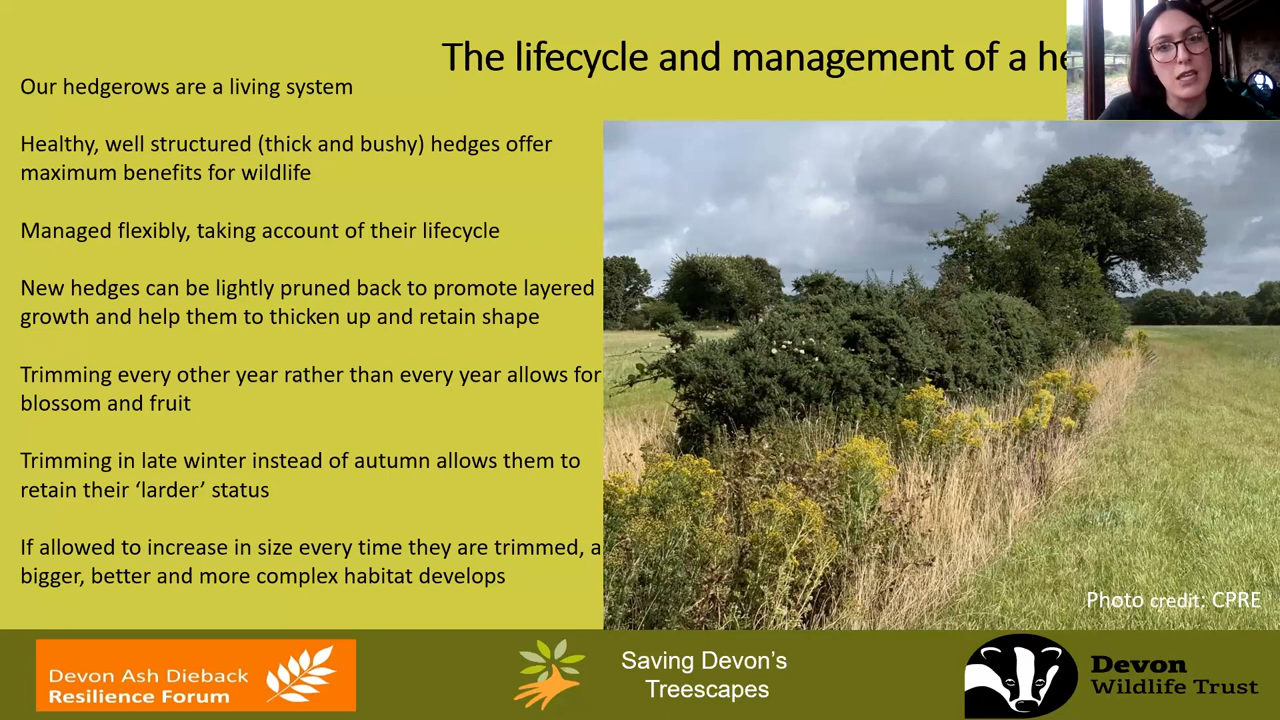 The lifecycle and management of a
Our hedgerows are a living system
Healthy, well structured (thick and bushy) hedges offer
maximum benefits for wildlife
Managed flexibly, taking account of their lifecycle
New hedges can be lightly pruned back to promote layered
growth and help them to thicken up and retain shape
Trimming every other year rather than every year allows for
blossom and fruit
Trimming in late winter instead of autumn allows them to
retain their ‘larder’ status
If allowed to increase in size every time they are trimmed, a
bigger, better and more complex habitat develops
Photo credit: CPRE
Devon Ash Dieback
Resilience Forum
Saving Devon’s
Treescapes
Devon
Wildlife Trust